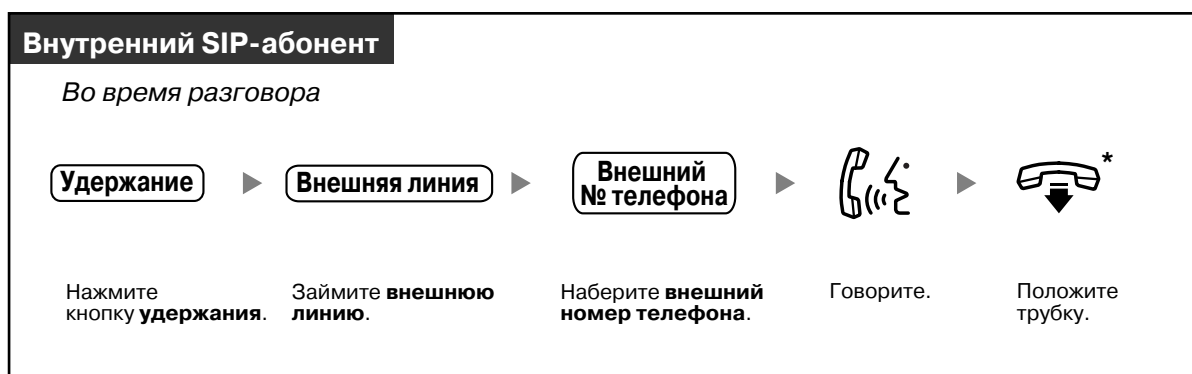 Внутренний SIP-абонент
Во время разговора
Удержание
Внешняя линия
Внешний
№ телефона
*
Нажмите
кнопку удержания.
Займите внешнюю
линию.
Наберите внешний
номер телефона.
Говорите.
Положите
трубку.